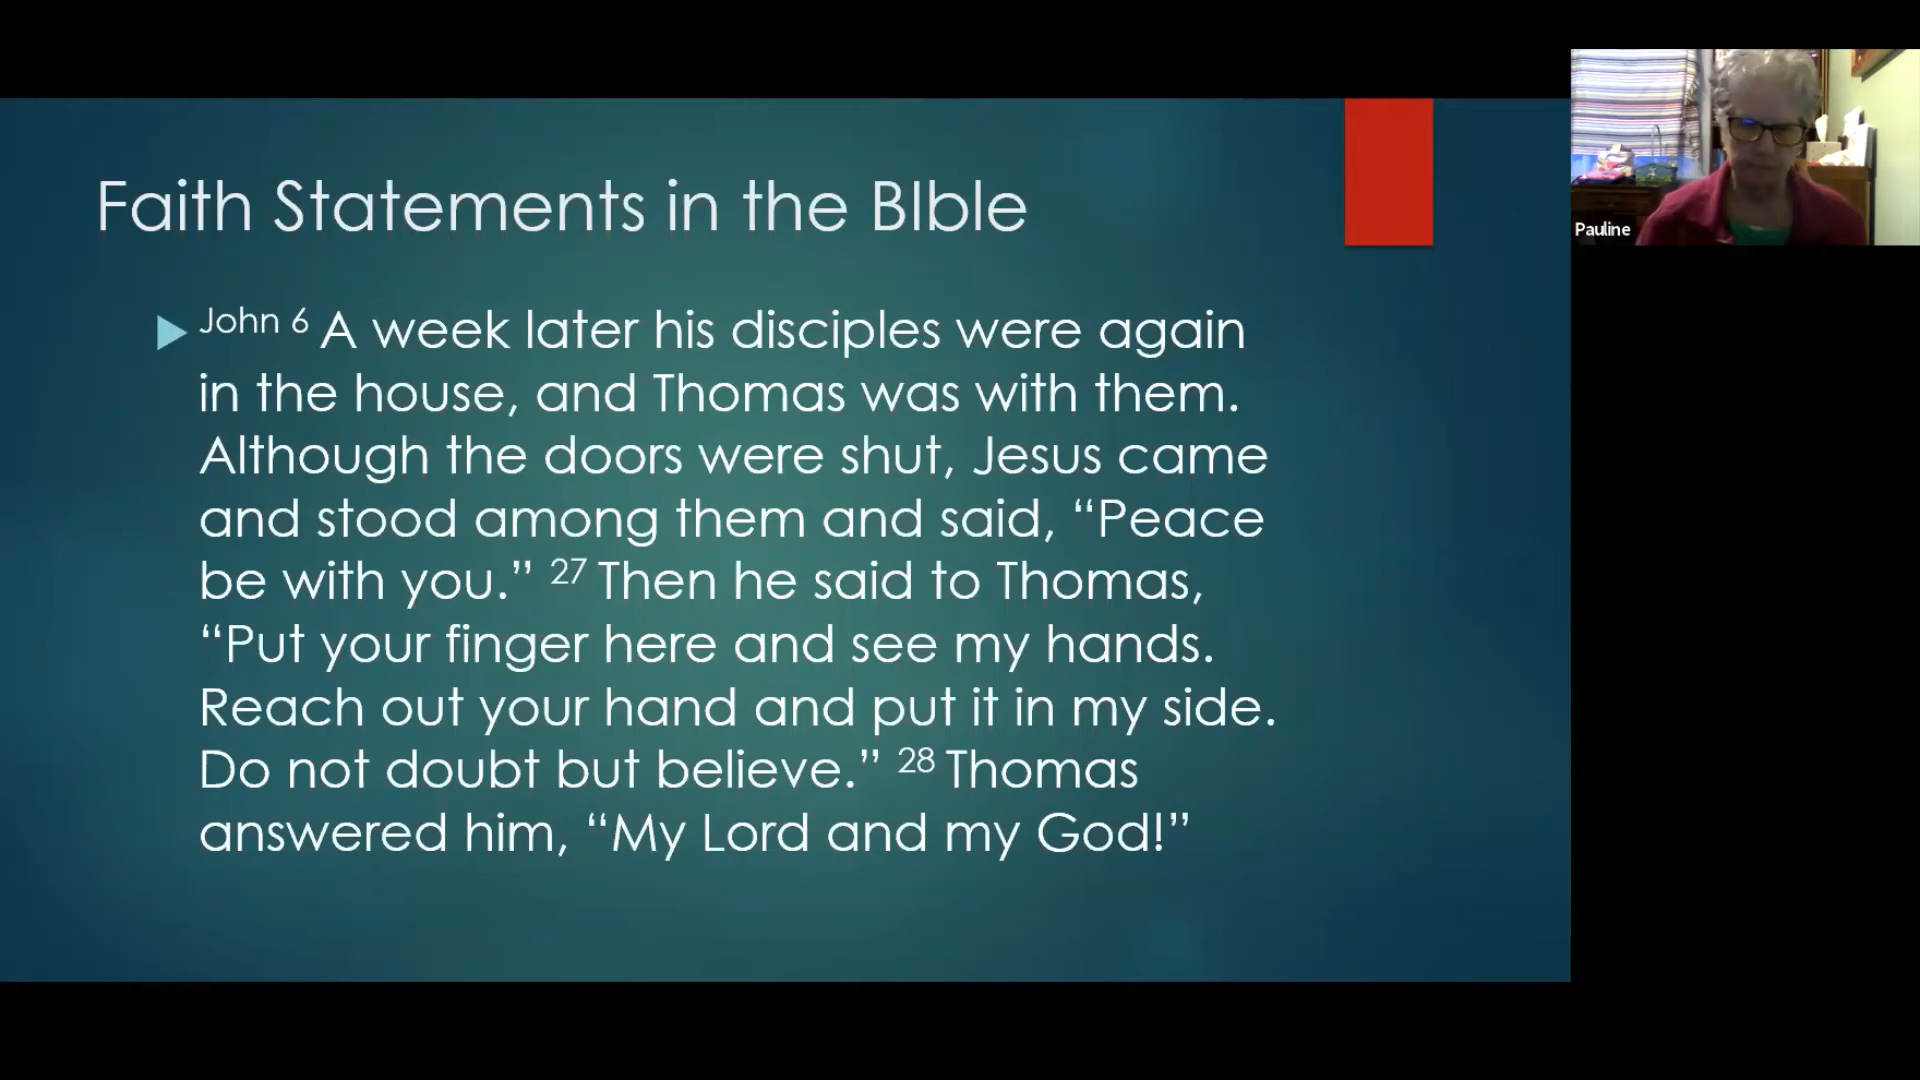 Faith Statements in the BIble
John 6 A week later his disciples were again
in the house, and Thomas was with them.
Although the doors were shut, Jesus came
and stood among them and said, “Peace
be with you.” 27 Then he said to Thomas,
“Put your finger here and see my hands.
Reach out your hand and put it in my side.
Do not doubt but believe.” 28 Thomas
answered him, “My Lord and my God!”
Pauline